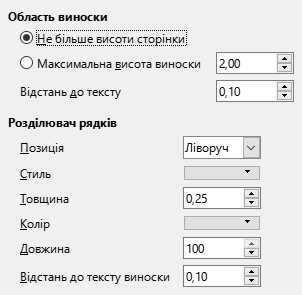 Область виноски
Не більше висоти сторінки
Максимальна висота виноски 2,00
Відстань до тексту 0,10
Розділювач рядків
Позиція Ліворуч
Стиль
Товщина 0,25
Колір
Довжина 100
Відстань до тексту виноски 0,10